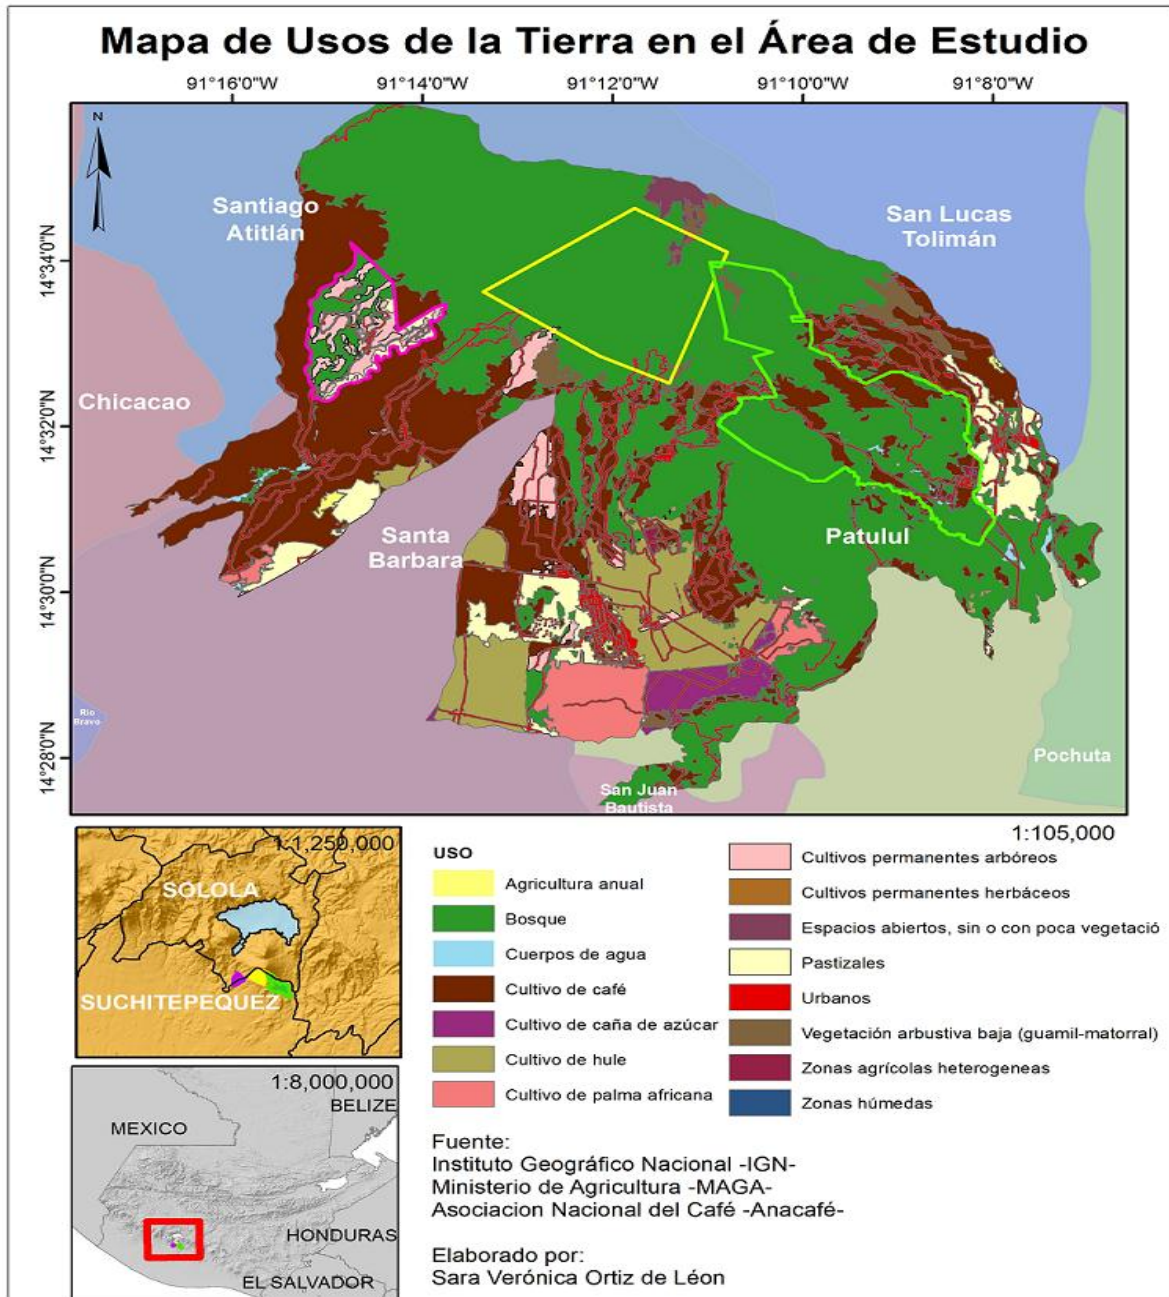 Mapa de Usos de la Tierra en el Área de Estudio
91°16'0"W 91°14'0"W 91°12'0"W 91°10'0"W 91°8'0"W
N
Santiago
Atitlán
San Lucas
Tolimán
14°34'0"N
Chicacao
14°32'0"N
Santa
Barbara
Patulul
14°30'0"N
Rio
Bravo
14°28'0"N
Pochuta
San Juan
Bautista
1:105,000
1:1,250,000
SOLOLA
SUCHITEPEQUEZ
1:8,000,000
BELIZE
MEXICO
HONDURAS
EL SALVADOR
USO
Agricultura anual
Bosque
Cuerpos de agua
Cultivo de café
Cultivo de caña de azúcar
Cultivo de hule
Cultivo de palma africana
Cultivos permanentes arbóreos
Cultivos permanentes herbáceos
Espacios abiertos, sin o con poca vegetació
Pastizales
Urbanos
Vegetación arbustiva baja (guamil-matorral)
Zonas agrícolas heterogeneas
Zonas húmedas
Fuente:
Instituto Geográfico Nacional -IGN-
Ministerio de Agricultura -MAGA-
Asociacion Nacional del Café -Anacafé-
Elaborado por:
Sara Verónica Ortiz de Léon